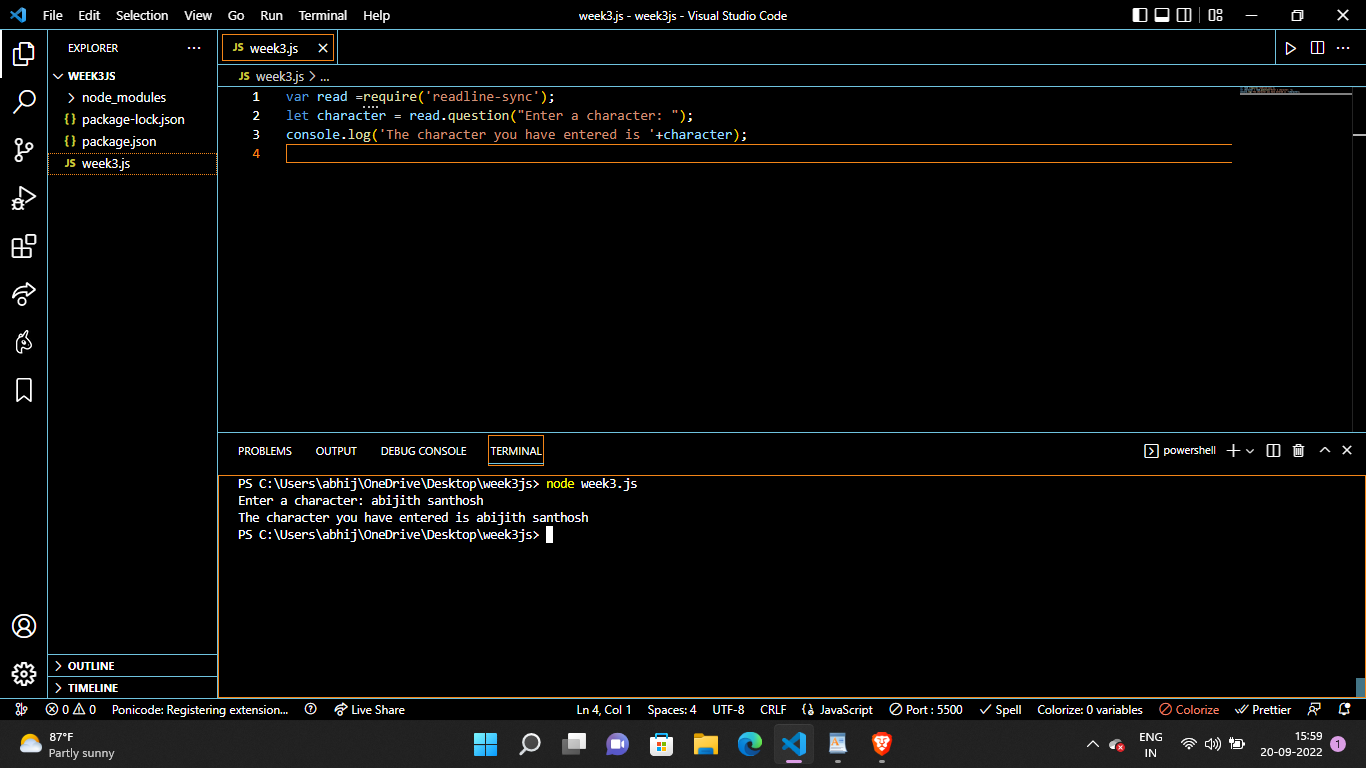 File Edit Selection View Go Run Terminal Help week3.js - week3js - Visual Studio Code
EXPLORER ...
WEEK3JS
node_modules
{} package-lock.json
{} package.json
JS week3.js
JS week3.js
JS week3.js > ...
1 var read =require('readline-sync');
2 let character = read.question("Enter a character: ");
3 console.log('The character you have entered is '+character);
4
PROBLEMS OUTPUT DEBUG CONSOLE TERMINAL powershell
PS C:\Users\abhij\OneDrive\Desktop\week3js> node week3.js
Enter a character: abijith santhosh
The character you have entered is abijith santhosh
PS C:\Users\abhij\OneDrive\Desktop\week3js>
OUTLINE
TIMELINE
0 0 Ponicode: Registering extension... Live Share Ln 4, Col 1 Spaces: 4 UTF-8 CRLF {} JavaScript Port : 5500 Spell Colorize: 0 variables Colorize Prettier
87°F
Partly sunny
ENG
IN
15:59
20-09-2022
1